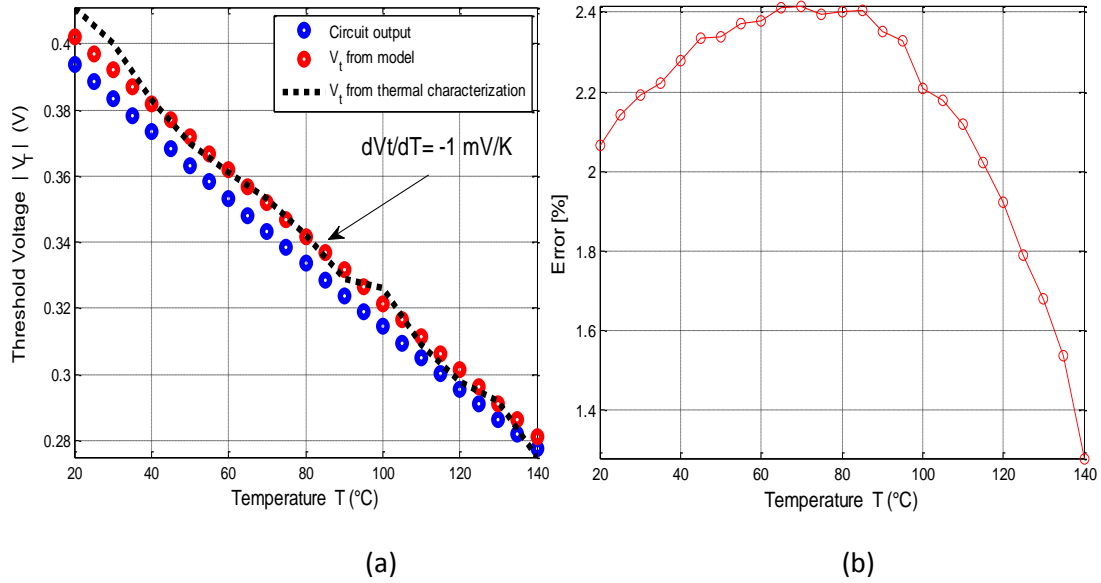 Circuit output
Vt from model
Vt from thermal characterization
dVt/dT= -1 mV/K
0.4
0.38
0.36
0.34
0.32
0.3
0.28
20 40 60 80 100 120 140
Threshold Voltage |VT| (V)
Temperature T (°C)
(a)
2.4
2.2
2
1.8
1.6
1.4
20 40 60 80 100 120 140
Error [%]
Temperature T (°C)
(b)